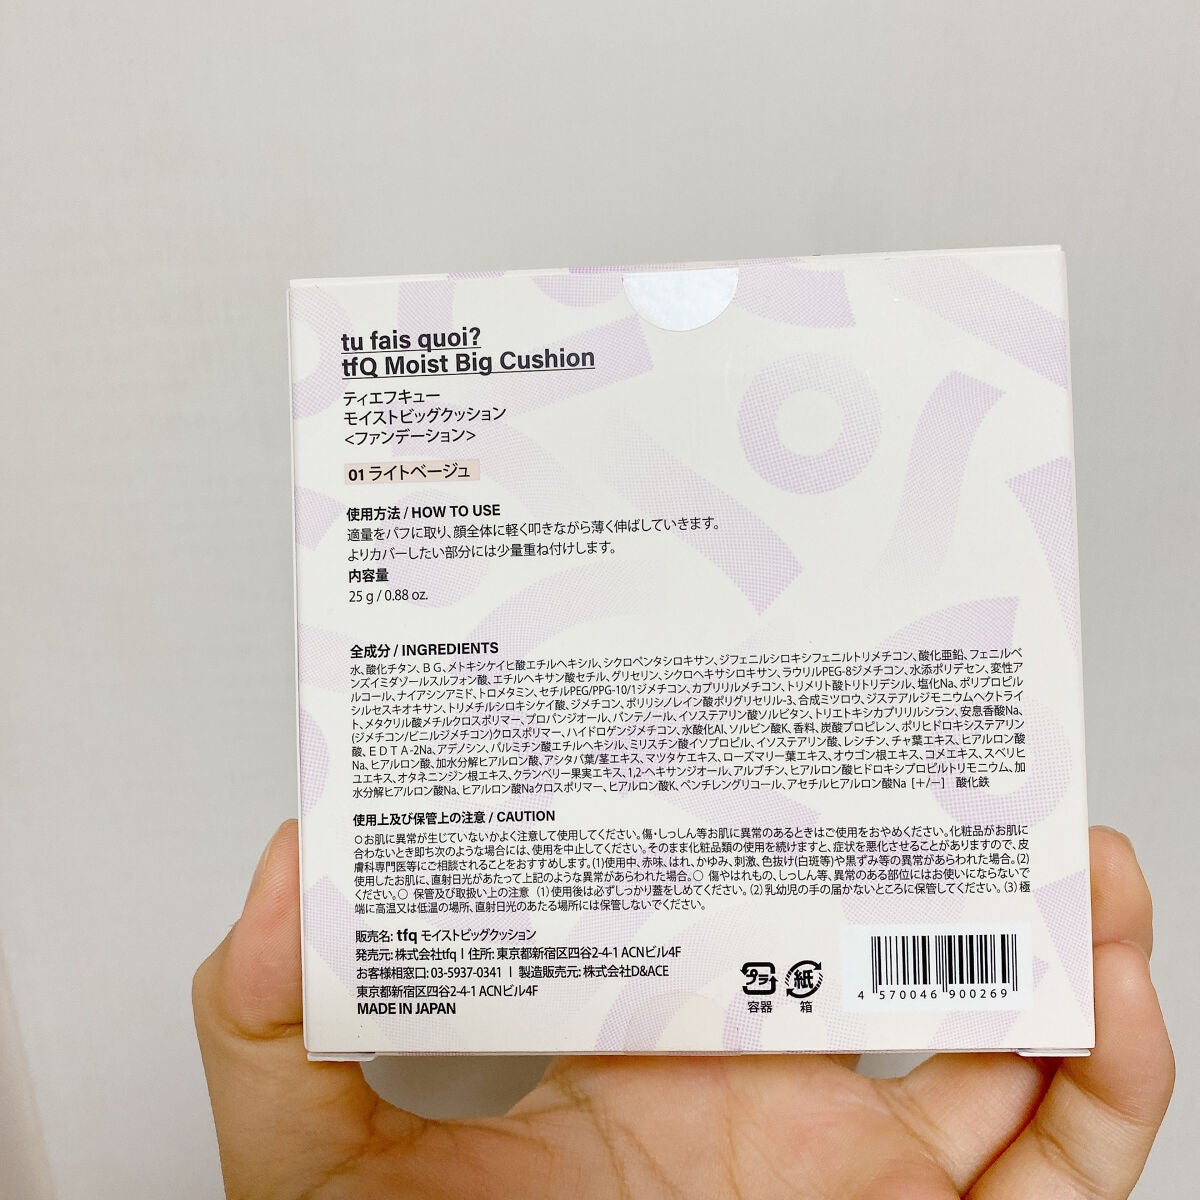 tu fais quoi?
tfQ Moist Big Cushion
ティエフキュー
モイストビッグクッション
<ファンデーション>
01 ライトベージュ
使用方法 / HOW TO USE
適量をパフに取り、顔全体に軽く叩きながら薄く伸ばしていきます。
よりカバーしたい部分には少量重ね付けします。
内容量
25 g / 0.88 oz.
全成分 / INGREDIENTS
水、酸化チタン、ＢＧ、メトキシケイヒ酸エチルヘキシル、シクロペンタシロキサン、ジフェニルシロキシフェニルトリメチコン、酸化亜鉛、フェニルベ
ンズイミダゾールスルフォン酸、エチルヘキサン酸セチル、グリセリン、シクロヘキサシロキサン、ラウリルPEG-8ジメチコン、水添ポリデセン、変性ア
ルコール、ナイアシンアミド、トロメタミン、セチルPEG/PPG-10/1ジメチコン、カプリリルメチコン、トリメリト酸トリトリデシル、塩化Na、ポリプロピル
シルセスキオキサン、トリメチルシロキシケイ酸、ジメチコン、ポリリシノレイン酸ポリグリセリル-3、合成ミツロウ、ジステアルジモニウムヘクトライ
ト、メタクリル酸メチルクロスポリマー、プロパンジオール、パンテノール、イソステアリン酸ソルビタン、トリエトキシカプリリルシラン、安息香酸Na、
(ジメチコン/ビニルジメチコン)クロスポリマー、ハイドロゲンジメチコン、水酸化Al、ソルビン酸K、香料、炭酸プロピレン、ポリヒドロキシステアリン
酸、ＥＤＴＡ-2Na、アデノシン、パルミチン酸エチルヘキシル、ミリスチン酸イソプロピル、イソステアリン酸、レシチン、チャ葉エキス、ヒアルロン酸
Na、ヒアルロン酸、加水分解ヒアルロン酸、アシタバ葉/茎エキス、マツタケエキス、ローズマリー葉エキス、オウゴン根エキス、コメエキス、スベリヒ
ユエキス、オタネニンジン根エキス、クランベリー果実エキス、1,2-ヘキサンジオール、アルブチン、ヒアルロン酸ヒドロキシプロピルトリモニウム、加
水分解ヒアルロン酸Na、ヒアルロン酸Naクロスポリマー、ヒアルロン酸K、ペンチレングリコール、アセチルヒアルロン酸Na [+/-] 酸化鉄
使用上及び保管上の注意 / CAUTION
○お肌に異常が生じていないかよく注意して使用してください。傷・しっしん等お肌に異常のあるときはご使用をおやめください。化粧品がお肌に
合わないとき即ち次のような場合には、使用を中止してください。そのまま化粧品類の使用を続けますと、症状を悪化させることがありますので、皮
膚科専門医等にご相談されることをおすすめします。(1)使用中、赤味、はれ、かゆみ、刺激、色抜け(白斑等)や黒ずみ等の異常があらわれた場合。(2)
使用したお肌に、直射日光があたって上記のような異常があらわれた場合。○ 傷やはれもの、しっしん等、異常のある部位にはお使いにならないで
ください。○ 保管及び取扱い上の注意 (1)使用後は必ずしっかり蓋をしめてください。(2)乳幼児の手の届かないところに保管してください。(3)極
端に高温又は低温の場所、直射日光のあたる場所には保管しないでください。
販売名: tfq モイストビッグクッション
発売元: 株式会社tfq | 住所: 東京都新宿区四谷2-4-1 ACNビル4F
お客様相窓口: 03-5937-0341 | 製造販売元: 株式会社D&ACE
東京都新宿区四谷2-4-1 ACNビル4F
MADE IN JAPAN
プラ 紙
容器 箱
4 570046 900269